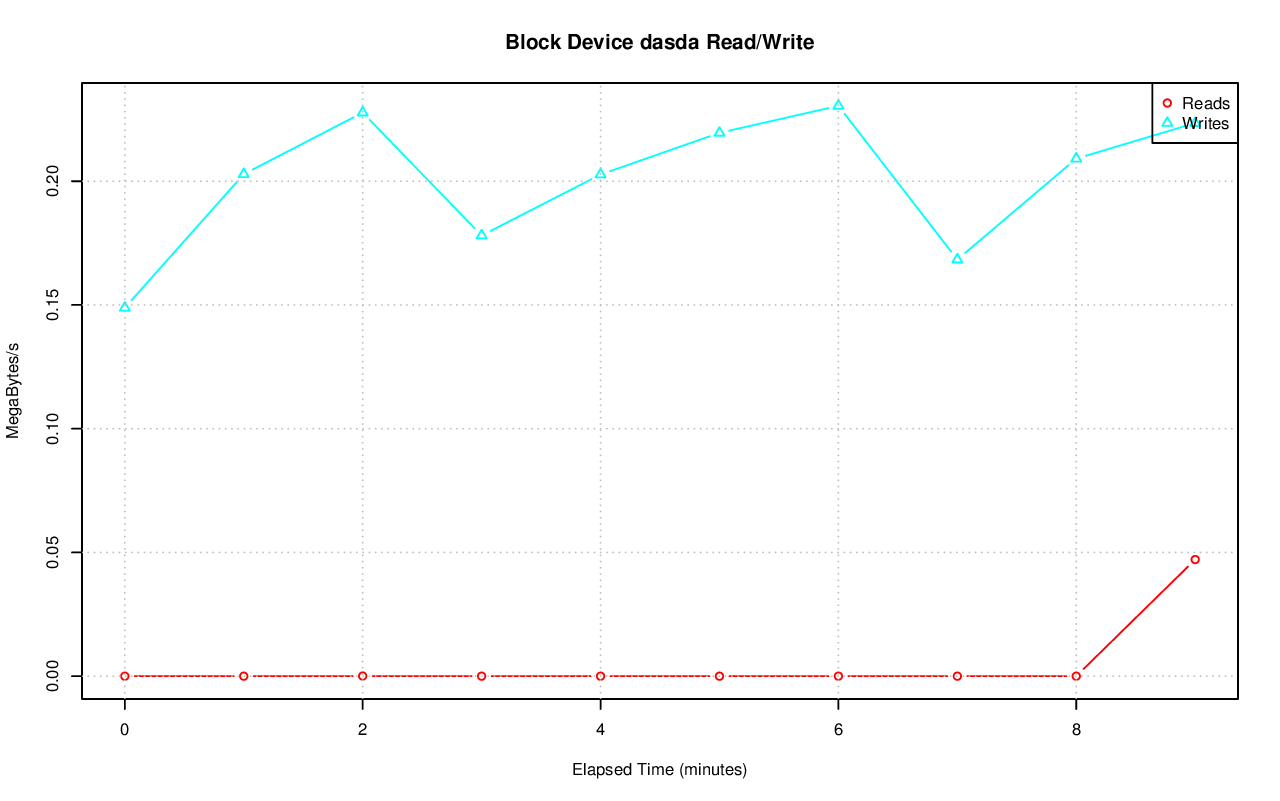 Block Device dasda Read/Write
Reads
Writes
MegaBytes/s
0.20
0.15
0.10
0.05
0.00
0 2 4 6 8
Elapsed Time (minutes)